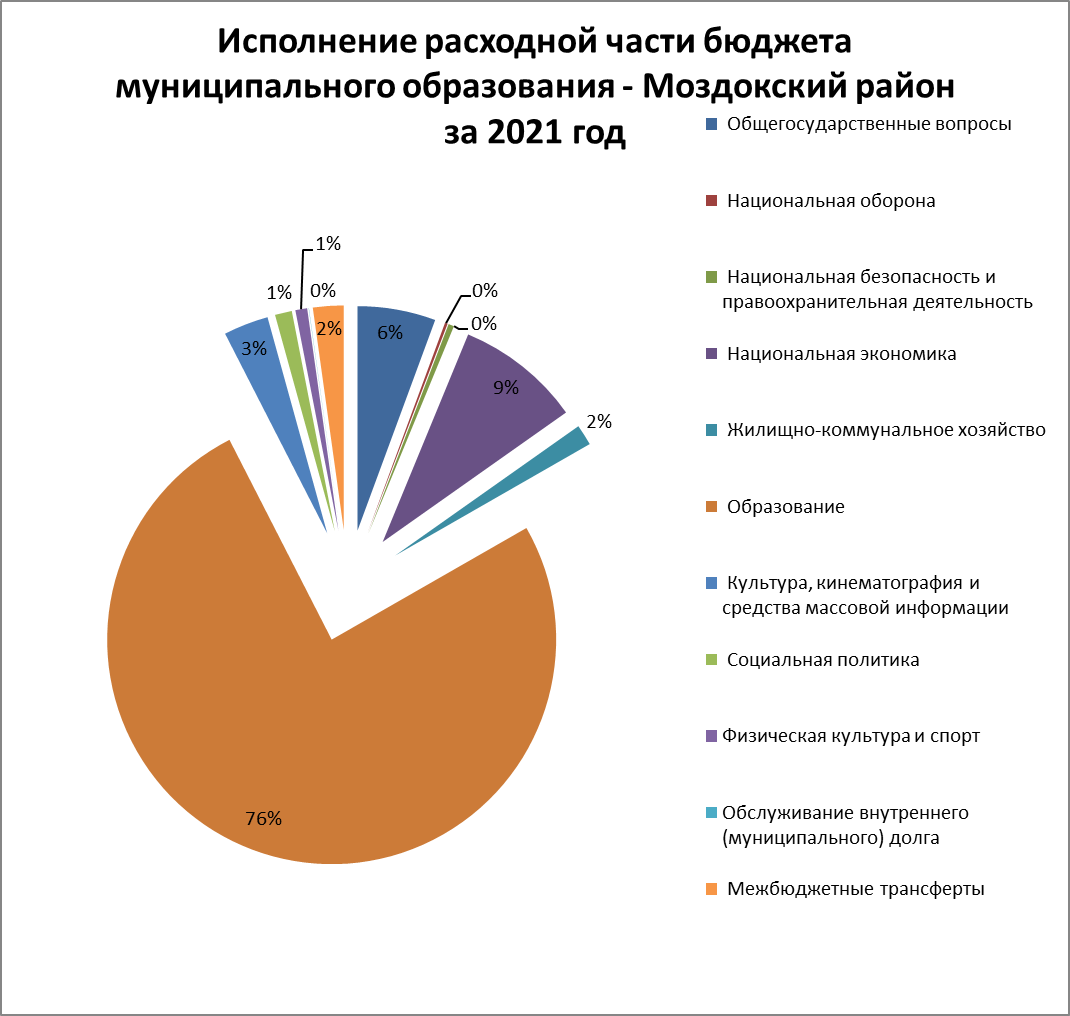 Исполнение расходной части бюджета
муниципального образования - Моздокский район
за 2021 год
Общегосударственные вопросы
Национальная оборона
Национальная безопасность и
правоохранительная деятельность
Национальная экономика
Жилищно-коммунальное хозяйство
Образование
Культура, кинематография и
средства массовой информации
Социальная политика
Физическая культура и спорт
Обслуживание внутреннего
(муниципального) долга
Межбюджетные трансферты
1%
1%
0%
0%
2%
6%
0%
3%
9%
2%
76%